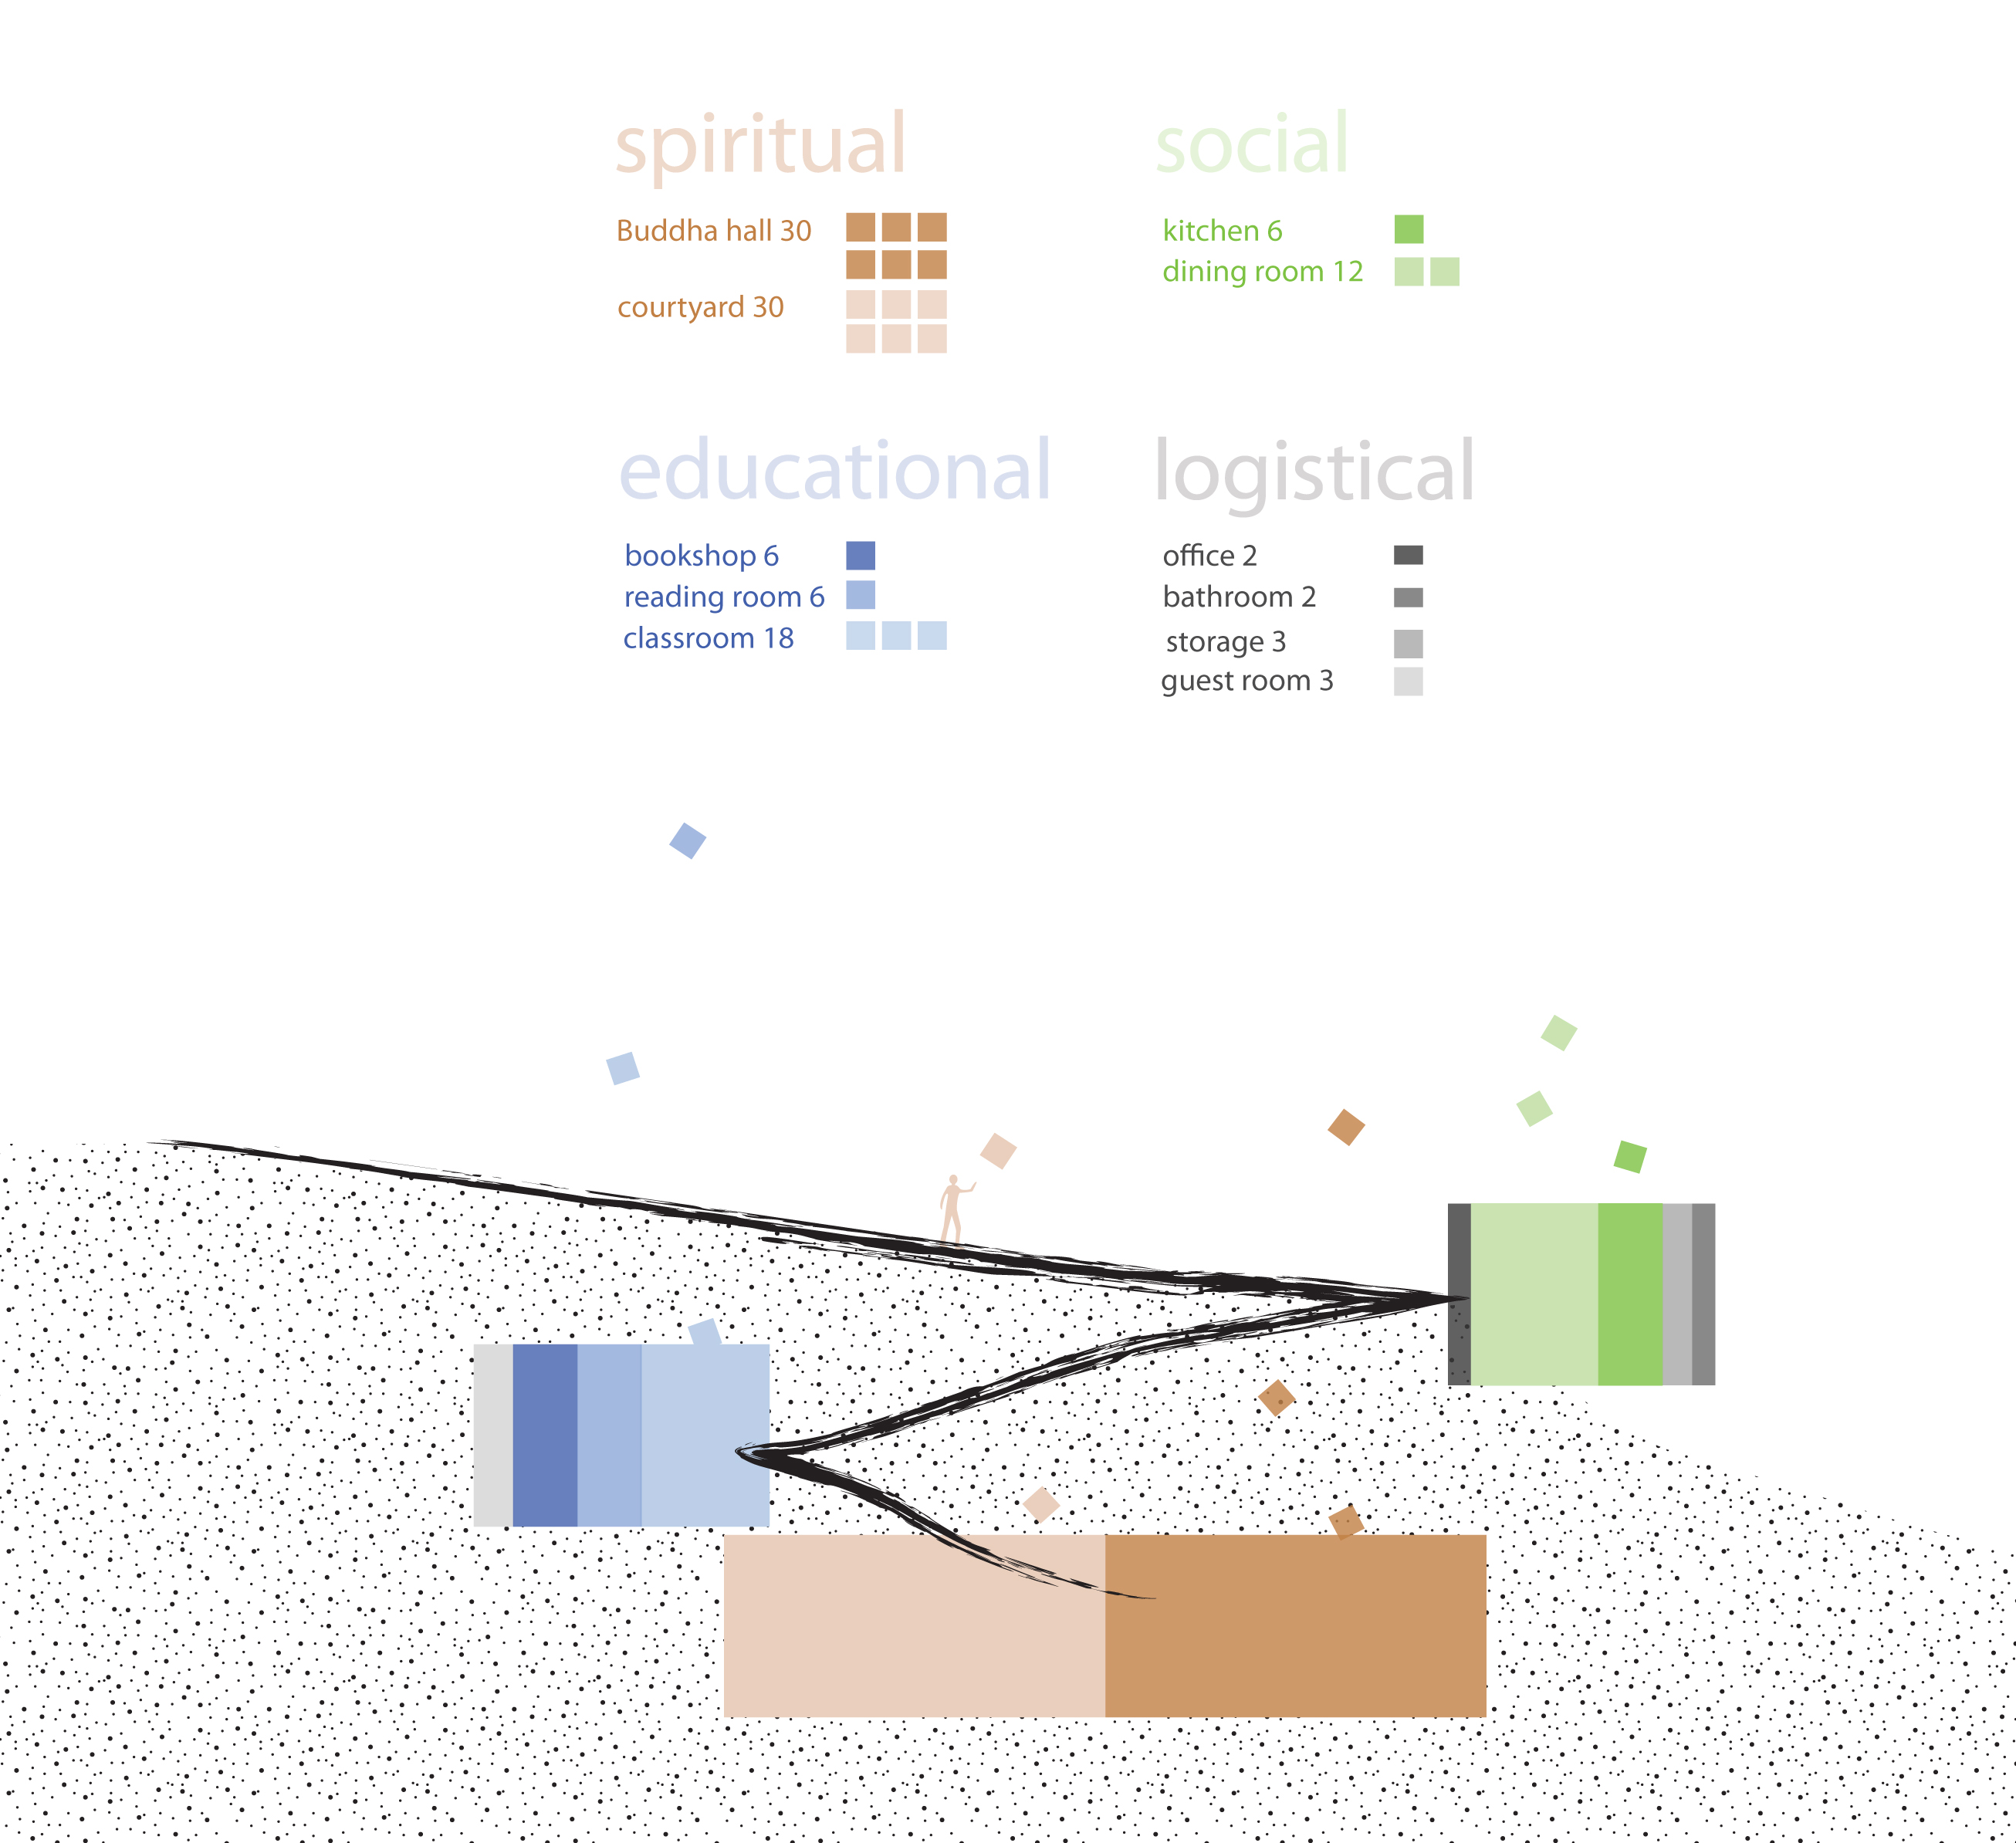 spiritual
Buddha hall 30
courtyard 30
social
kitchen 6
dining room 12
educational
bookshop 6
reading room 6
classroom 18
logistical
office 2
bathroom 2
storage 3
guest room 3